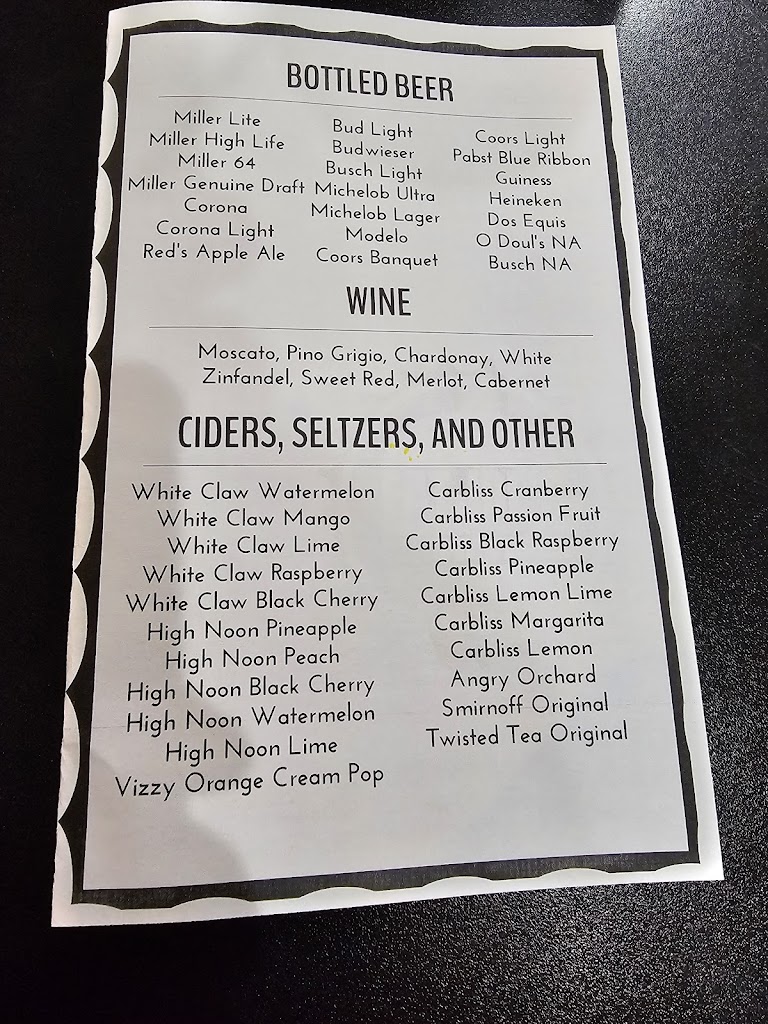 BOTTLED BEER
Miller Lite
Miller High Life
Miller 64
Miller Genuine Draft
Corona
Corona Light
Red's Apple Ale
Bud Light
Budwieser
Busch Light
Michelob Ultra
Michelob Lager
Modelo
Coors Banquet
Coors Light
Pabst Blue Ribbon
Guiness
Heineken
Dos Equis
O Doul's NA
Busch NA
WINE
Moscato, Pino Grigio, Chardonay, White
Zinfandel, Sweet Red, Merlot, Cabernet
CIDERS, SELTZERS, AND OTHER
White Claw Watermelon
White Claw Mango
White Claw Lime
White Claw Raspberry
White Claw Black Cherry
High Noon Pineapple
High Noon Peach
High Noon Black Cherry
High Noon Watermelon
High Noon Lime
Vizzy Orange Cream Pop
Carbliss Cranberry
Carbliss Passion Fruit
Carbliss Black Raspberry
Carbliss Pineapple
Carbliss Lemon Lime
Carbliss Margarita
Carbliss Lemon
Angry Orchard
Smirnoff Original
Twisted Tea Original